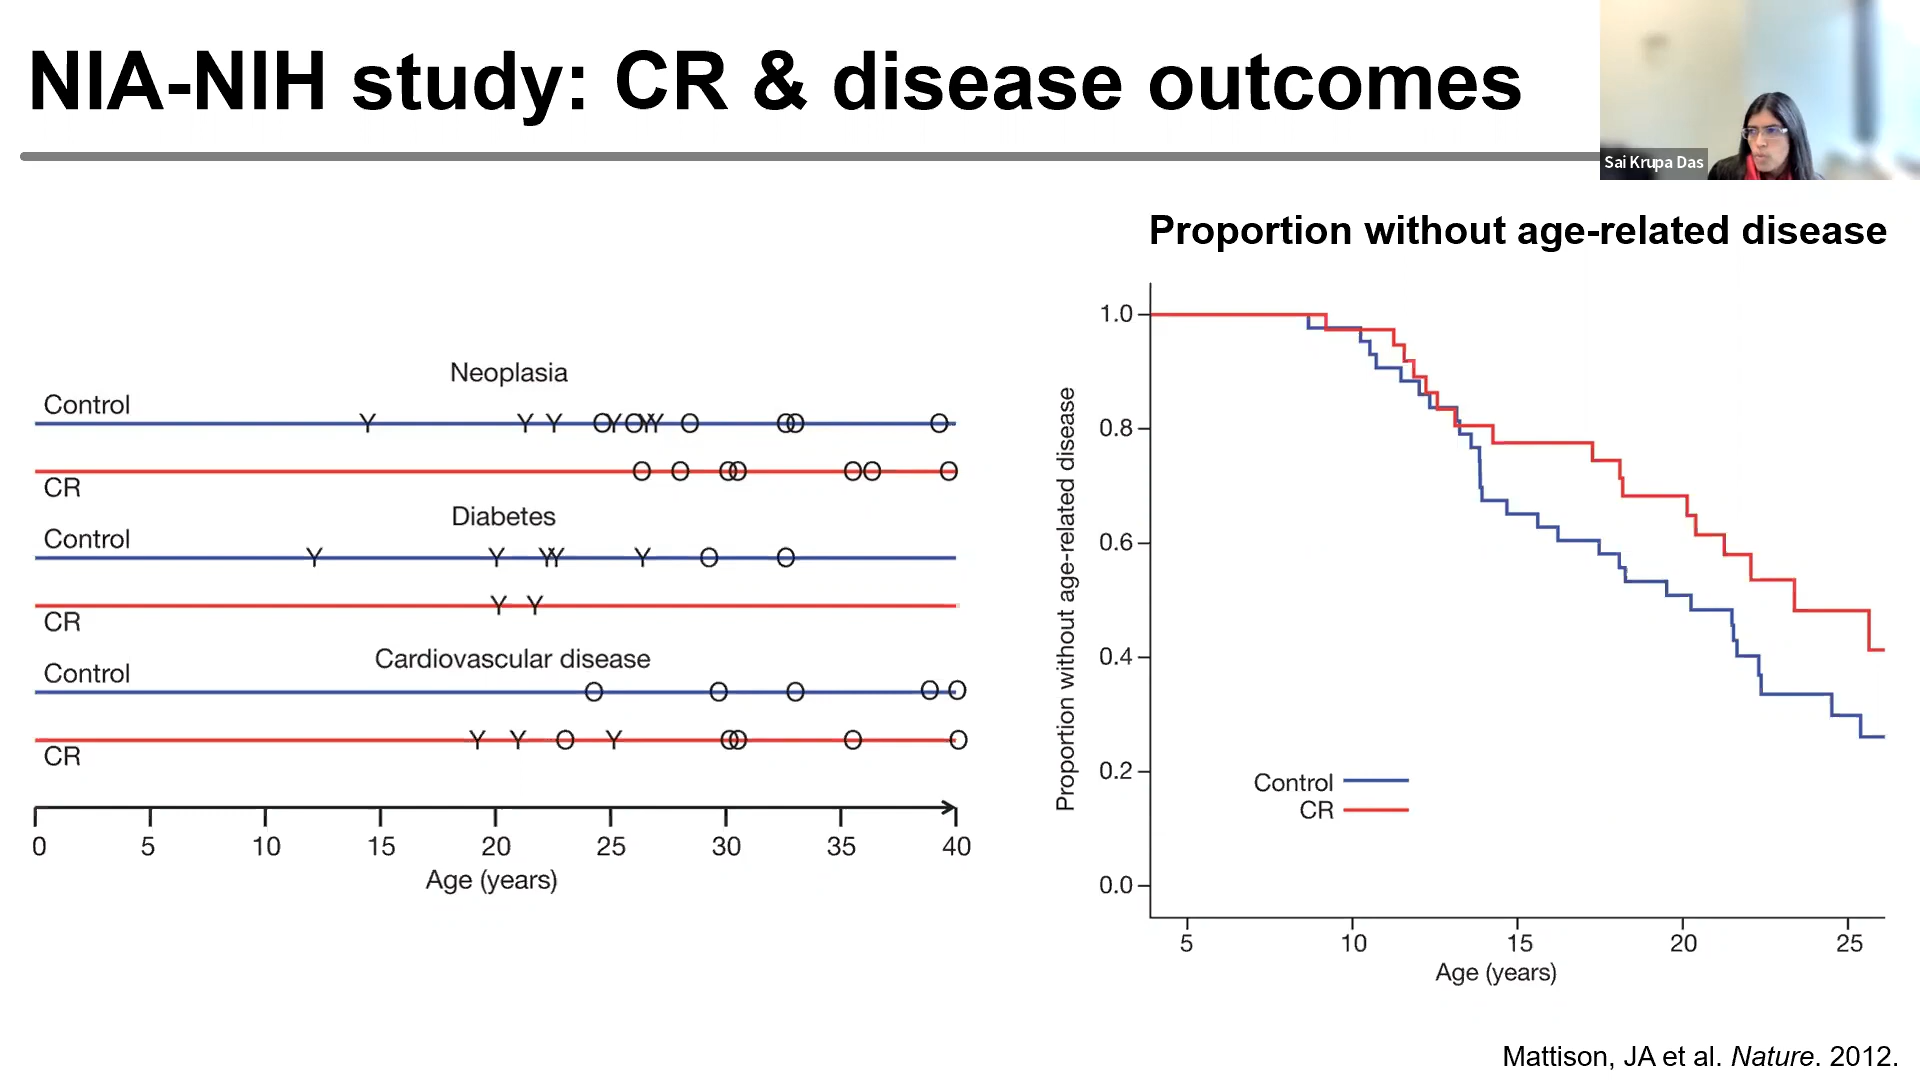 NIA-NIH study: CR & disease outcomes
Sai Krupa Das
Neoplasia
Control
Y Y Y O Y O Y Y O O O O
CR
O O O O O O O
Diabetes
Control
Y Y Y Y Y O O
CR
Y Y
Cardiovascular disease
Control
O O O O O
CR
Y Y O Y O O O O
0 5 10 15 20 25 30 35 40
Age (years)
Proportion without age-related disease
Proportion without age-related disease
1.0
0.8
0.6
0.4
0.2
0.0
Control
CR
5 10 15 20 25
Age (years)
Mattison, JA et al. Nature. 2012.